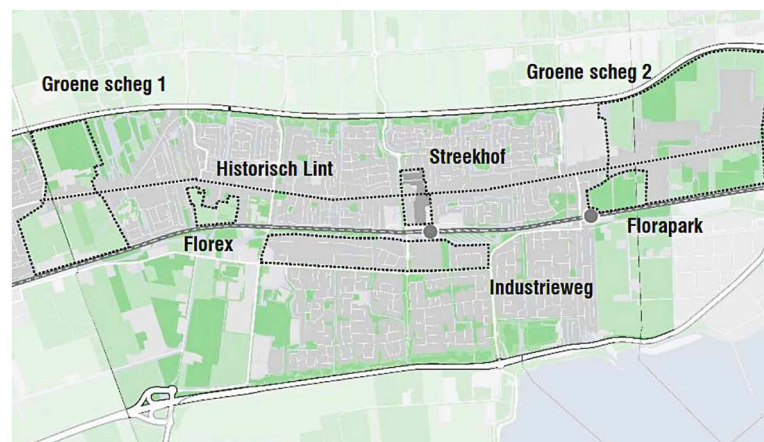 Groene scheg 1
Groene scheg 2
Historisch Lint
Streekhof
Florex
Florapark
Industrieweg